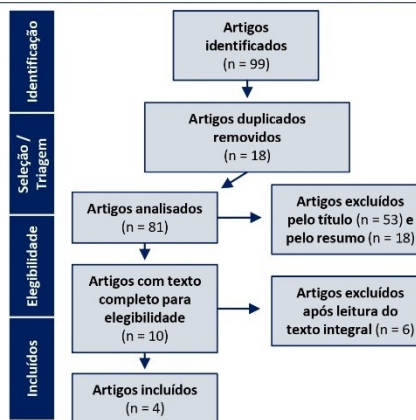 Identificação
Artigos
identificados
(n = 99)
Artigos duplicados
removidos
(n = 18)
Seleção /
Triagem
Artigos analisados
(n = 81)
Artigos excluídos
pelo título (n = 53) e
pelo resumo (n = 18)
Elegibilidade
Artigos com texto
completo para
elegibilidade
(n = 10)
Artigos excluídos
após leitura do
texto integral (n = 6)
Incluídos
Artigos incluídos
(n = 4)